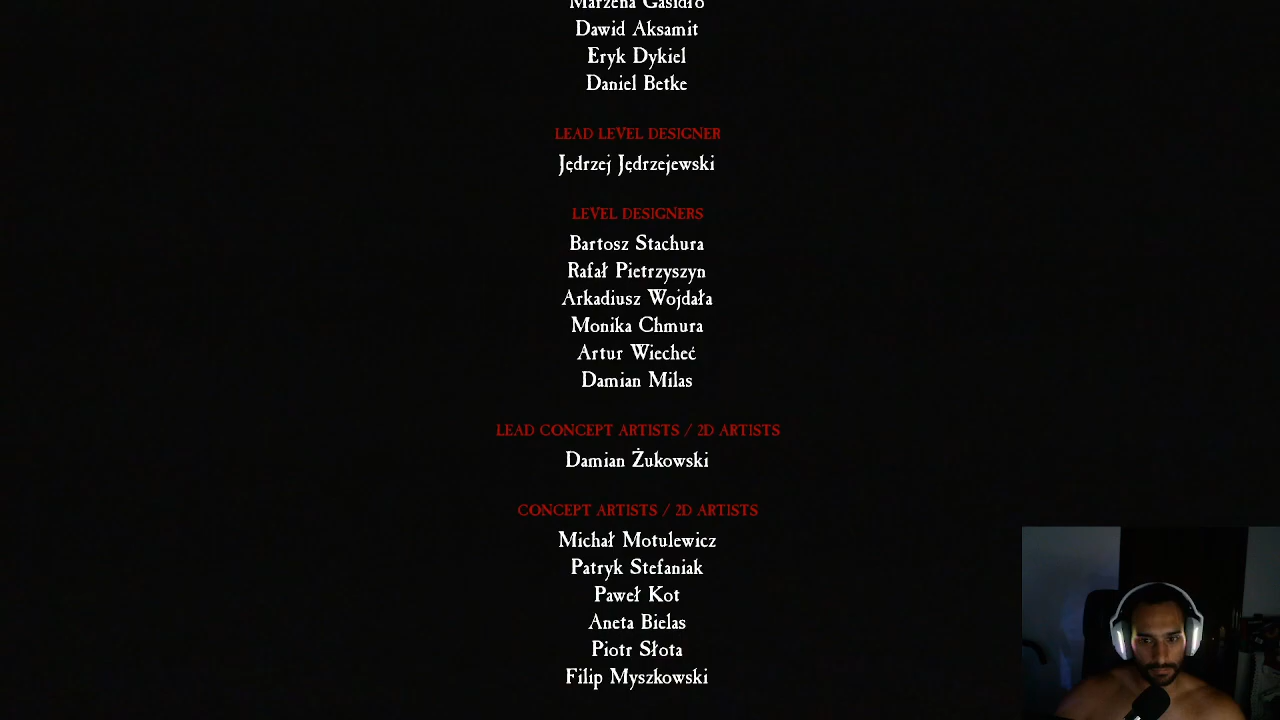 Marzena Gasidło
Dawid Aksamit
Eryk Dykiel
Daniel Betke
LEAD LEVEL DESIGNER
Jędrzej Jędrzejewski
LEVEL DESIGNERS
Bartosz Stachura
Rafał Pietrzyszyn
Arkadiusz Wojdała
Monika Chmura
Artur Wiecheć
Damian Milas
LEAD CONCEPT ARTISTS / 2D ARTISTS
Damian Żukowski
CONCEPT ARTISTS / 2D ARTISTS
Michał Motulewicz
Patryk Stefaniak
Paweł Kot
Aneta Bielas
Piotr Słota
Filip Myszkowski